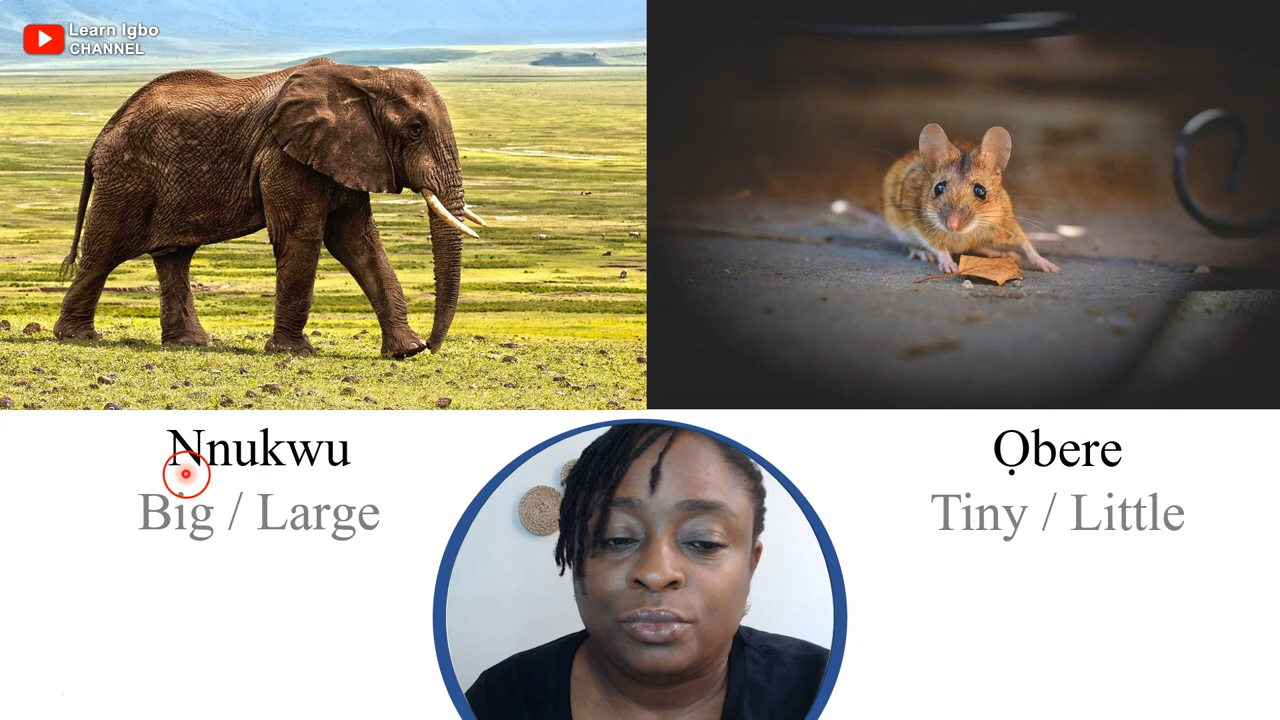 Learn Igbo
CHANNEL
Nnukwu
Big / Large
Ọbere
Tiny / Little